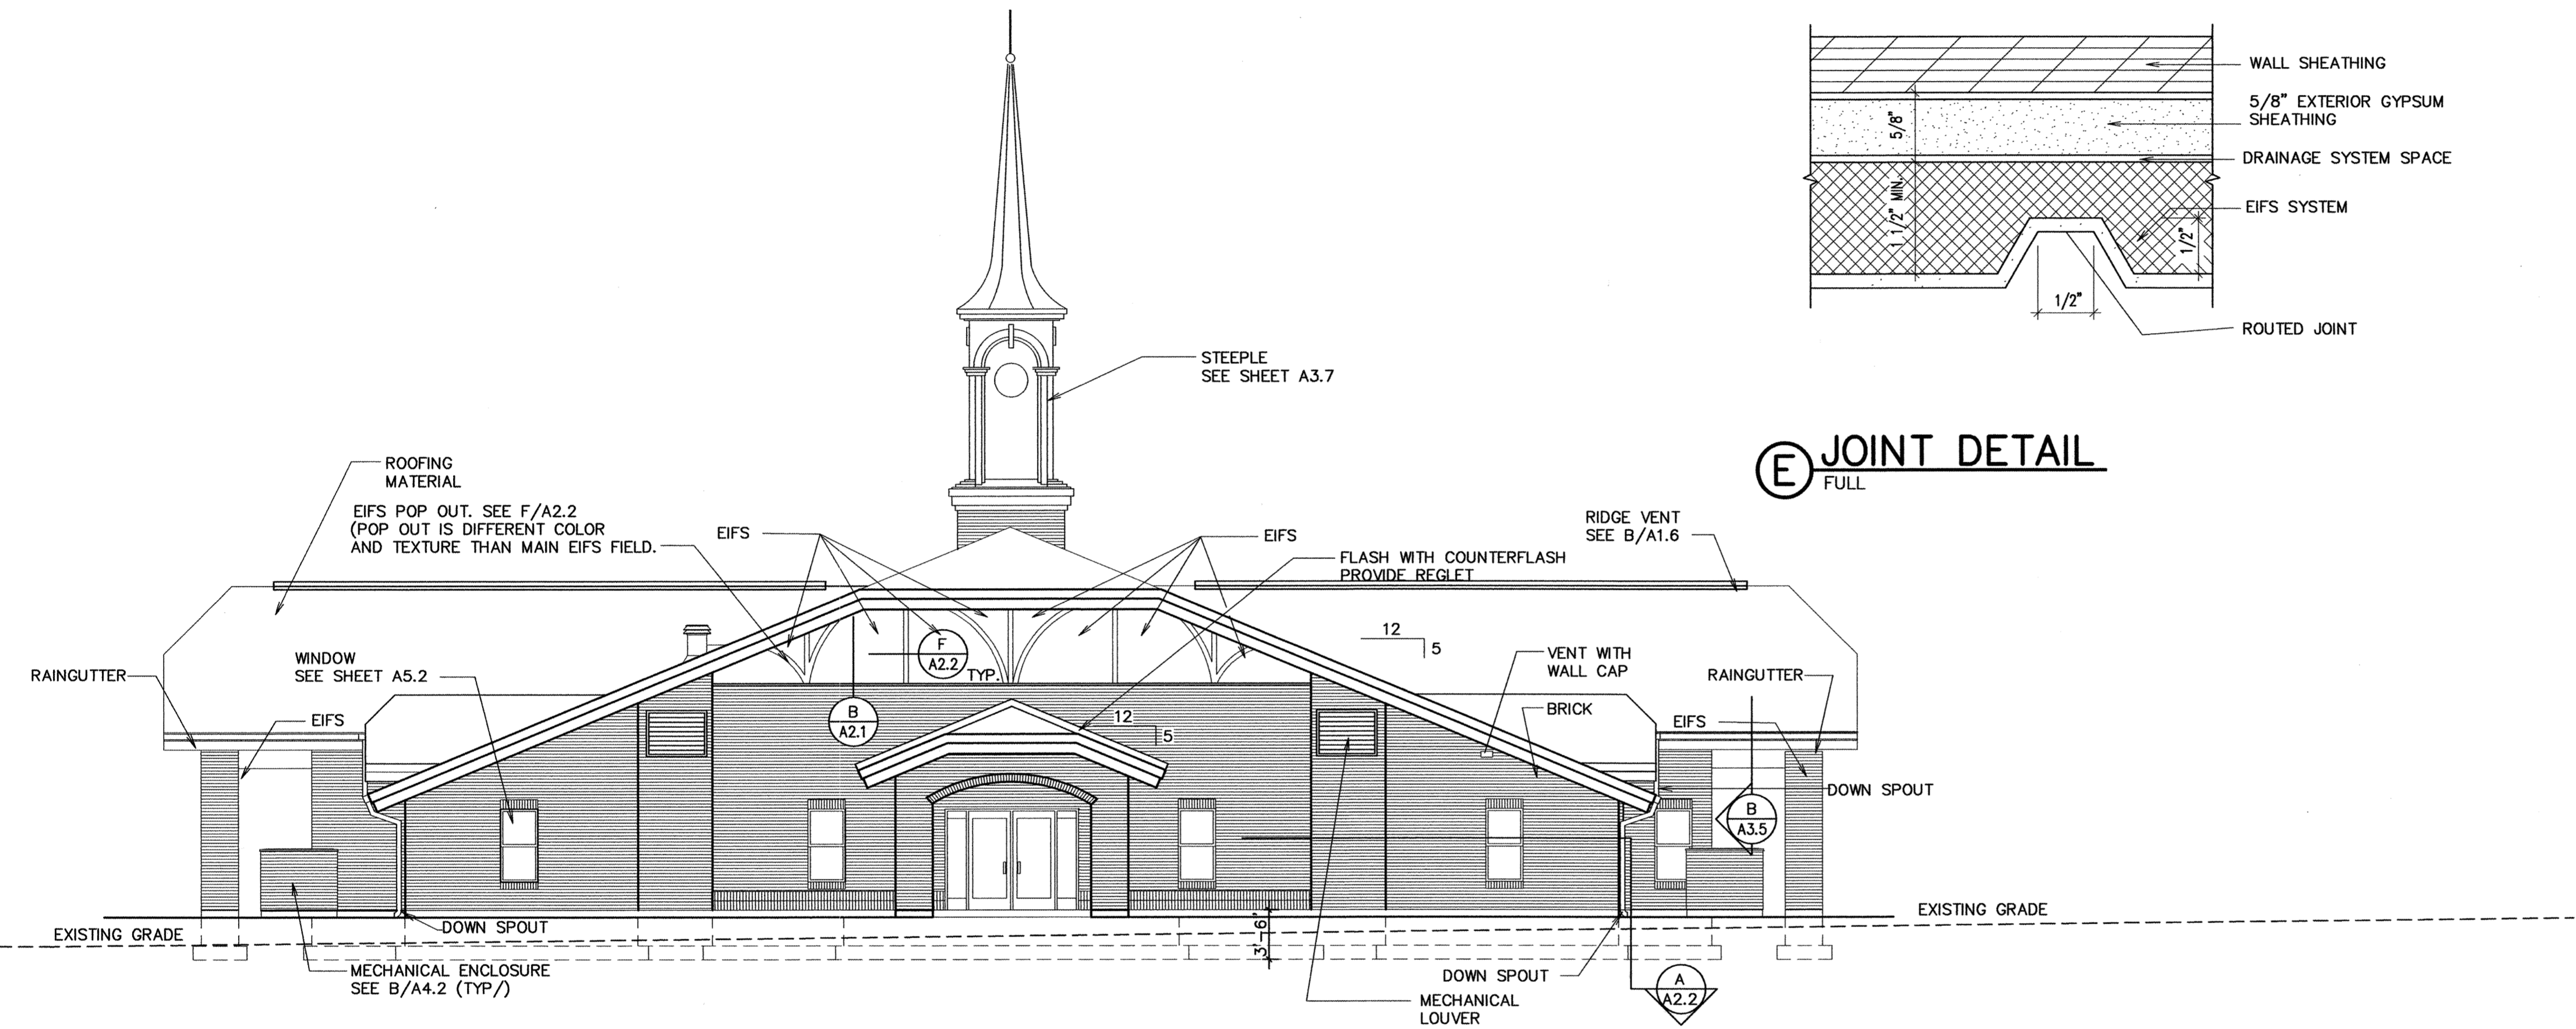 WALL SHEATHING
5/8" EXTERIOR GYPSUM
SHEATHING
DRAINAGE SYSTEM SPACE
EIFS SYSTEM
ROUTED JOINT
5/8"
1 1/2" MIN.
1/2"
1/2"
E JOINT DETAIL
FULL
STEEPLE
SEE SHEET A3.7
ROOFING
MATERIAL
EIFS POP OUT. SEE F/A2.2
(POP OUT IS DIFFERENT COLOR
AND TEXTURE THAN MAIN EIFS FIELD.
EIFS
EIFS
FLASH WITH COUNTERFLASH
PROVIDE REGLET
RIDGE VENT
SEE B/A1.6
12
5
F
A2.2
TYP.
WINDOW
SEE SHEET A5.2
RAINGUTTER
EIFS
B
A2.1
12
5
VENT WITH
WALL CAP
BRICK
RAINGUTTER
EIFS
DOWN SPOUT
B
A3.5
EXISTING GRADE
EXISTING GRADE
DOWN SPOUT
3'-6"
MECHANICAL ENCLOSURE
SEE B/A4.2 (TYP/)
DOWN SPOUT
MECHANICAL
LOUVER
A
A2.2